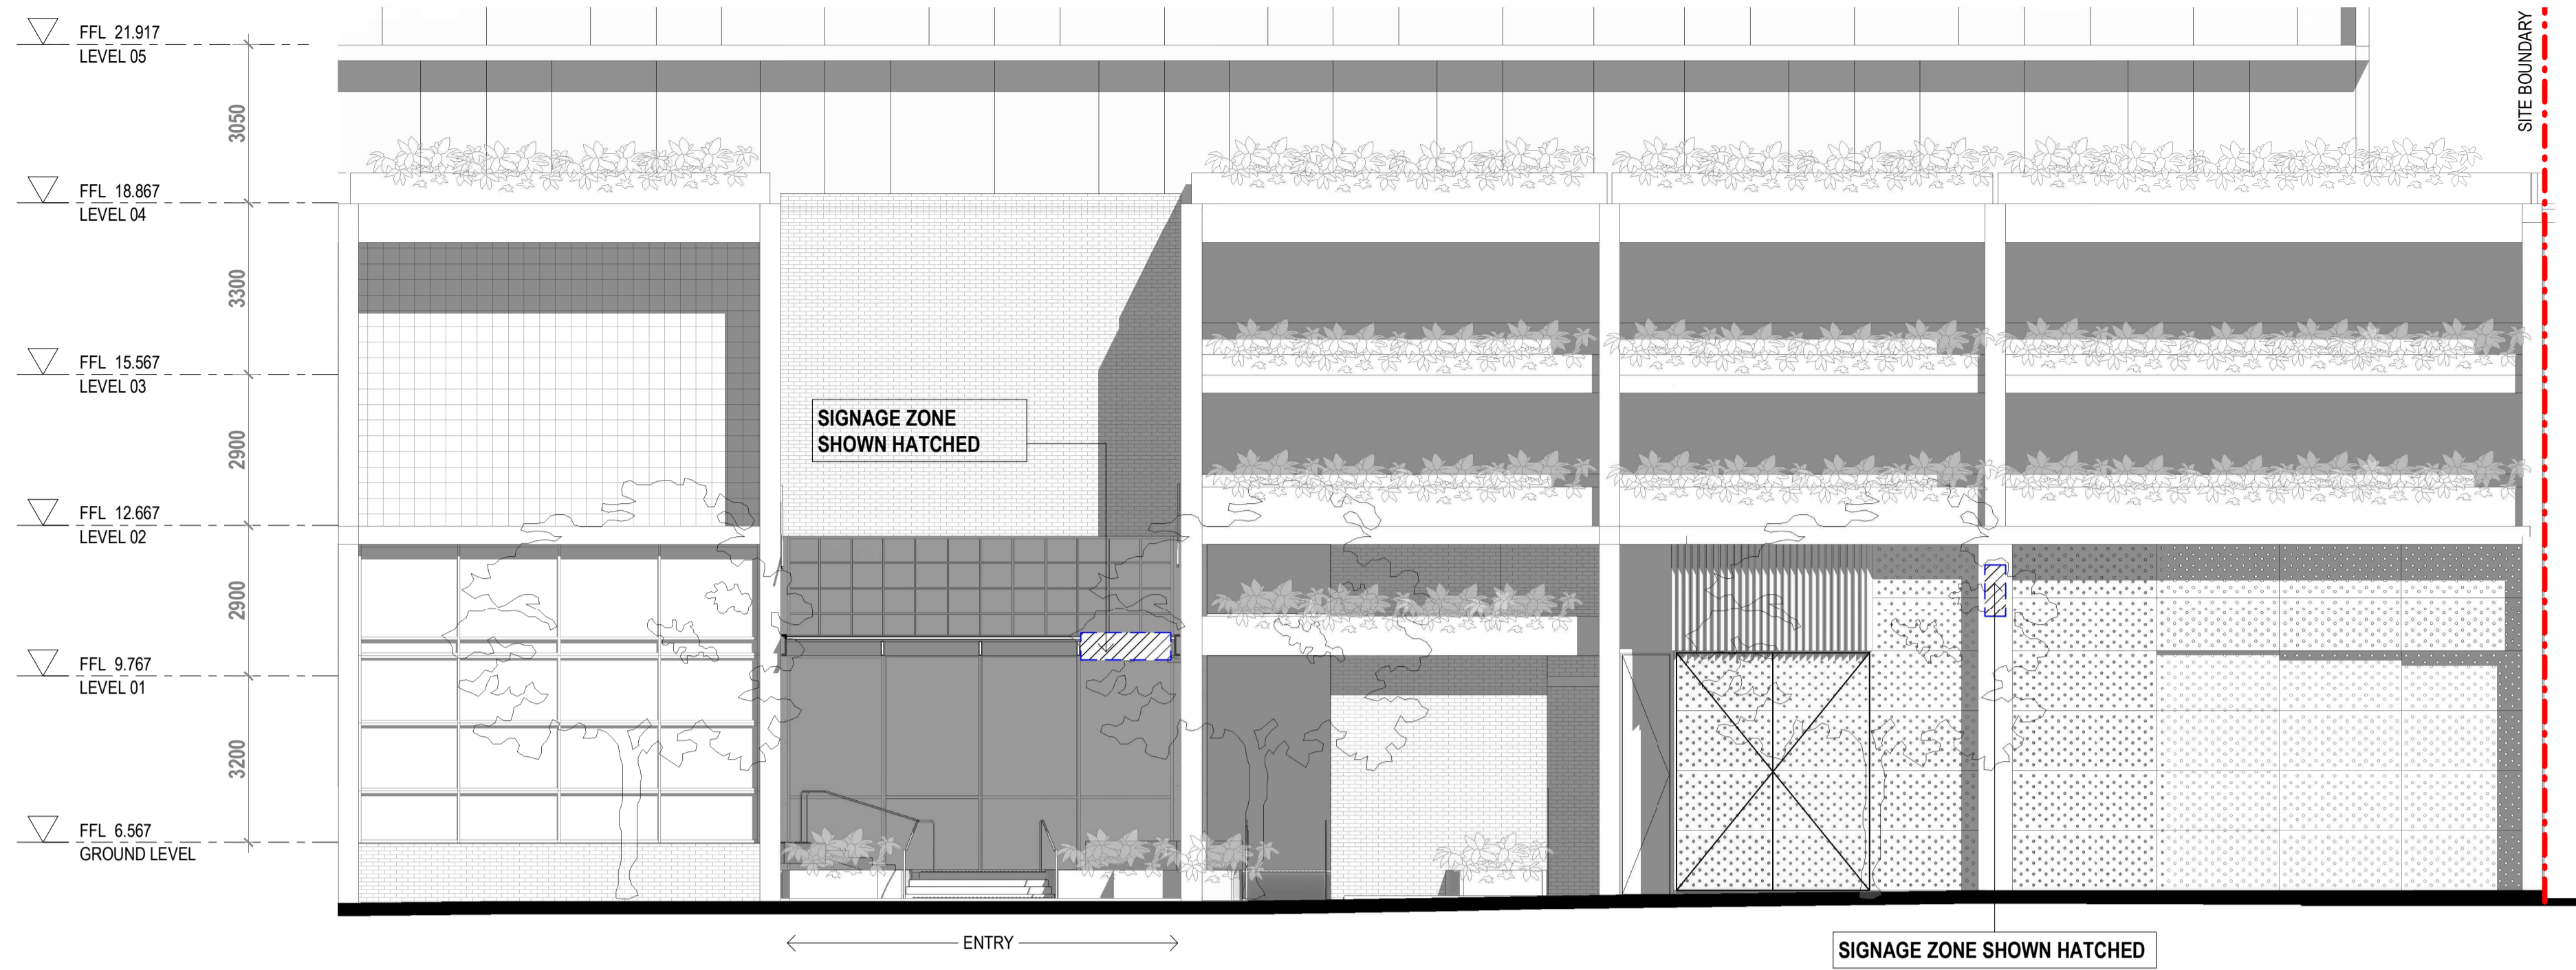 FFL 21.917
LEVEL 05
SITE BOUNDARY
3050
FFL 18.867
LEVEL 04
3300
FFL 15.567
LEVEL 03
SIGNAGE ZONE
SHOWN HATCHED
2900
FFL 12.667
LEVEL 02
2900
FFL 9.767
LEVEL 01
3200
FFL 6.567
GROUND LEVEL
ENTRY
SIGNAGE ZONE SHOWN HATCHED